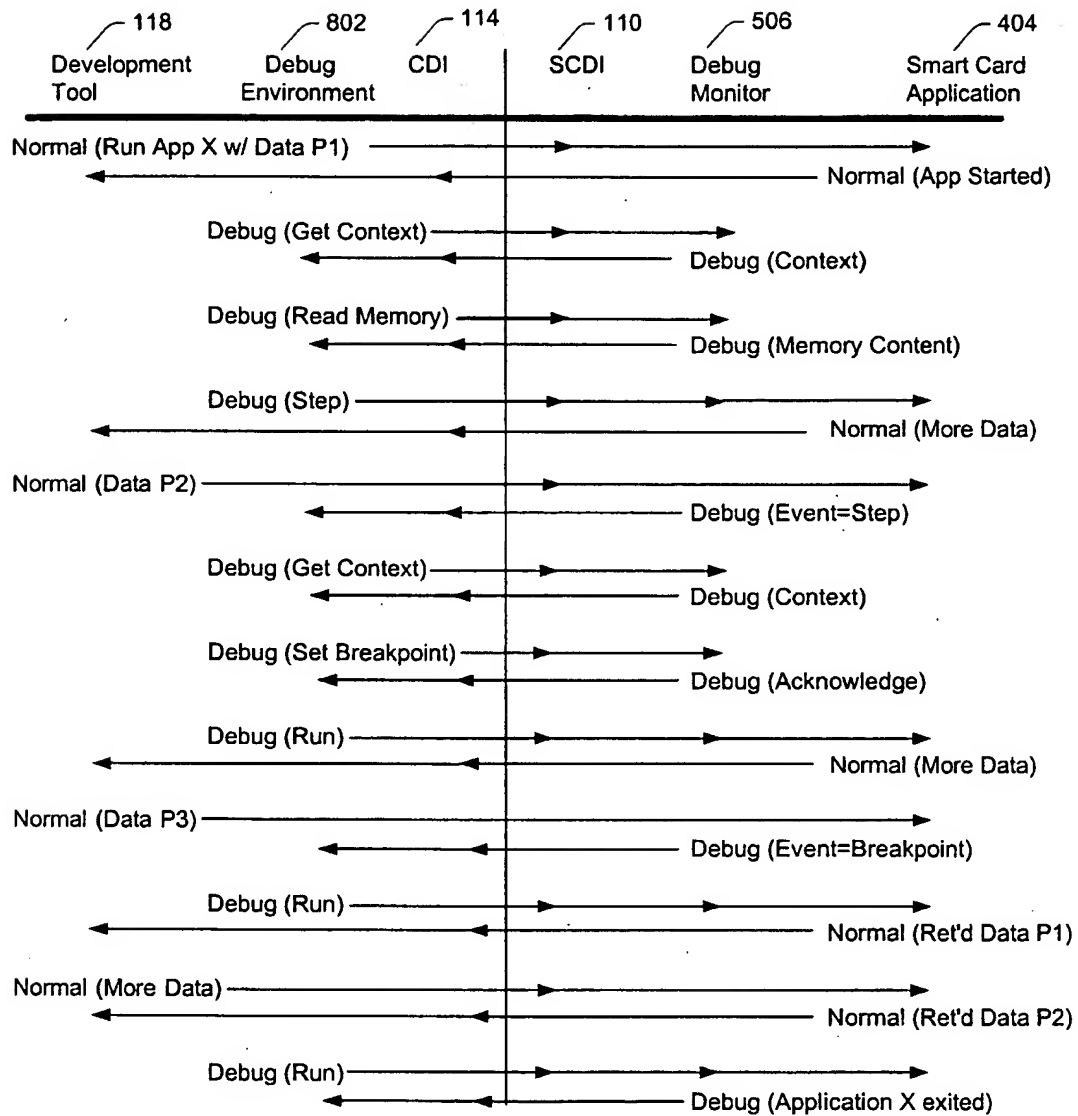 118 802 114 110 506 404
Development Tool Debug Environment CDI SCDI Debug Monitor Smart Card Application
Normal (Run App X w/ Data P1)
Normal (App Started)
Debug (Get Context)
Debug (Context)
Debug (Read Memory)
Debug (Memory Content)
Debug (Step)
Normal (More Data)
Normal (Data P2)
Debug (Event=Step)
Debug (Get Context)
Debug (Context)
Debug (Set Breakpoint)
Debug (Acknowledge)
Debug (Run)
Normal (More Data)
Normal (Data P3)
Debug (Event=Breakpoint)
Debug (Run)
Normal (Ret'd Data P1)
Normal (More Data)
Normal (Ret'd Data P2)
Debug (Run)
Debug (Application X exited)